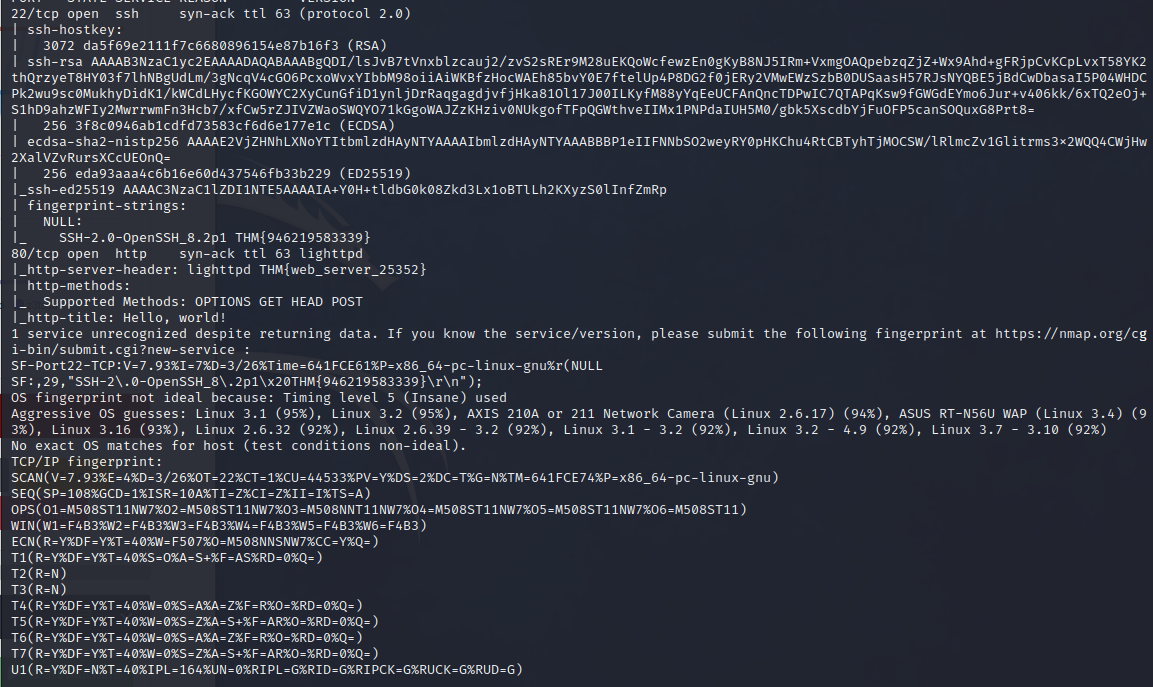 22/tcp open  ssh     syn-ack ttl 63 (protocol 2.0)
| ssh-hostkey:
|   3072 da5f69e2111f7c6680896154e87b16f3 (RSA)
| ssh-rsa AAAAB3NzaC1yc2EAAAADAQABAAABgQDI/lsJvB7tVnxblzcauj2/zvS2sREr9M28uEKQoWcfewzEn0gKyB8NJ5IRm+VxmgOAQpebzqZjZ+Wx9Ahd+gFRjpCvKCpLvxT58YK2
thQrzyeT8HY03f7lhNBgUdLm/3gNcqV4cGO6PcxoWvxYIbbM98oiiAiWKBfzHocWAEh85bvY0E7ftelUp4P8DG2f0jERy2VMwEWzSzbB0DUSaasH57RJsNYQBE5jBdCwDbasaI5P04WHDC
Pk2wu9sc0MukhyDidK1/kWCdLHycfKGOWYC2XyCunGfiD1ynljDrRaqgagdjvfjHka81Ol17J00ILKyfM88yYqEeUCFAnQncTDPwIC7QTAPqKsw9fGWGdEYmo6Jur+v406kk/6xTQ2eOj+
S1hD9ahzWFIy2MwrrwmFn3Hcb7/xfCw5rZJIVZWaoSWQYO71kGgoWAJZzKHziv0NUkgofTFpQGWthveIIMx1PNPdaIUH5M0/gbk5XscdbYjFuOFP5canSOQuxG8Prt8=
|   256 3f8c0946ab1cdfd73583cf6d6e177e1c (ECDSA)
| ecdsa-sha2-nistp256 AAAAE2VjZHNhLXNoYTItbmlzdHAyNTYAAAAIbmlzdHAyNTYAAABBBP1eIIFNNbSO2weyRY0pHKChu4RtCBTyhTjMOCSW/lRlmcZv1Glitrms3×2WQQ4CWjHw
2XalVZvRursXCcUEOnQ=
|   256 eda93aaa4c6b16e60d437546fb33b229 (ED25519)
|_ssh-ed25519 AAAAC3NzaC1lZDI1NTE5AAAAIA+Y0H+tldbG0k08Zkd3Lx1oBTlLh2KXyzS0lInfZmRp
| fingerprint-strings:
|   NULL:
|_    SSH-2.0-OpenSSH_8.2p1 THM{946219583339}
80/tcp open  http    syn-ack ttl 63 lighttpd
|_http-server-header: lighttpd THM{web_server_25352}
| http-methods:
|_  Supported Methods: OPTIONS GET HEAD POST
|_http-title: Hello, world!
1 service unrecognized despite returning data. If you know the service/version, please submit the following fingerprint at https://nmap.org/cg
i-bin/submit.cgi?new-service :
SF-Port22-TCP:V=7.93%I=7%D=3/26%Time=641FCE61%P=x86_64-pc-linux-gnu%r(NULL
SF:,29,"SSH-2\.0-OpenSSH_8\.2p1\x20THM{946219583339}\r\n");
OS fingerprint not ideal because: Timing level 5 (Insane) used
Aggressive OS guesses: Linux 3.1 (95%), Linux 3.2 (95%), AXIS 210A or 211 Network Camera (Linux 2.6.17) (94%), ASUS RT-N56U WAP (Linux 3.4) (9
3%), Linux 3.16 (93%), Linux 2.6.32 (92%), Linux 2.6.39 - 3.2 (92%), Linux 3.1 - 3.2 (92%), Linux 3.2 - 4.9 (92%), Linux 3.7 - 3.10 (92%)
No exact OS matches for host (test conditions non-ideal).
TCP/IP fingerprint:
SCAN(V=7.93%E=4%D=3/26%OT=22%CT=1%CU=44533%PV=Y%DS=2%DC=T%G=N%TM=641FCE74%P=x86_64-pc-linux-gnu)
SEQ(SP=108%GCD=1%ISR=10A%TI=Z%CI=Z%II=I%TS=A)
OPS(O1=M508ST11NW7%O2=M508ST11NW7%O3=M508NNT11NW7%O4=M508ST11NW7%O5=M508ST11NW7%O6=M508ST11)
WIN(W1=F4B3%W2=F4B3%W3=F4B3%W4=F4B3%W5=F4B3%W6=F4B3)
ECN(R=Y%DF=Y%T=40%W=F507%O=M508NNSNW7%CC=Y%Q=)
T1(R=Y%DF=Y%T=40%S=O%A=S+%F=AS%RD=0%Q=)
T2(R=N)
T3(R=N)
T4(R=Y%DF=Y%T=40%W=0%S=A%A=Z%F=R%O=%RD=0%Q=)
T5(R=Y%DF=Y%T=40%W=0%S=Z%A=S+%F=AR%O=%RD=0%Q=)
T6(R=Y%DF=Y%T=40%W=0%S=A%A=Z%F=R%O=%RD=0%Q=)
T7(R=Y%DF=Y%T=40%W=0%S=Z%A=S+%F=AR%O=%RD=0%Q=)
U1(R=Y%DF=N%T=40%IPL=164%UN=0%RIPL=G%RID=G%RIPCK=G%RUCK=G%RUD=G)